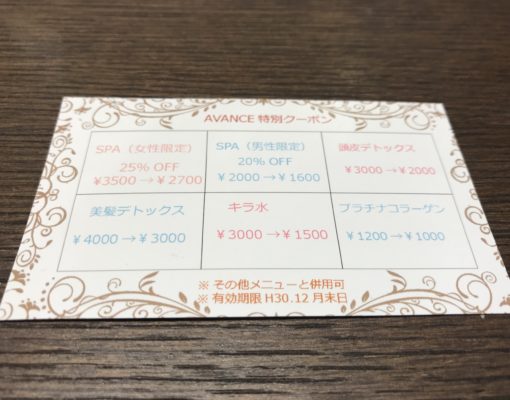 AVANCE 特別クーポン
SPA（女性限定）
25% OFF
¥3500 →¥2700
SPA（男性限定）
20% OFF
¥ 2000 →¥ 1600
頭皮デトックス
¥3000 →¥2000
美髪デトックス
¥ 4000 →¥ 3000
キラ水
¥ 3000 →¥ 1500
プラチナコラーゲン
¥ 1200 →¥ 1000
※ その他メニューと併用可
※ 有効期限 H30.12 月末日